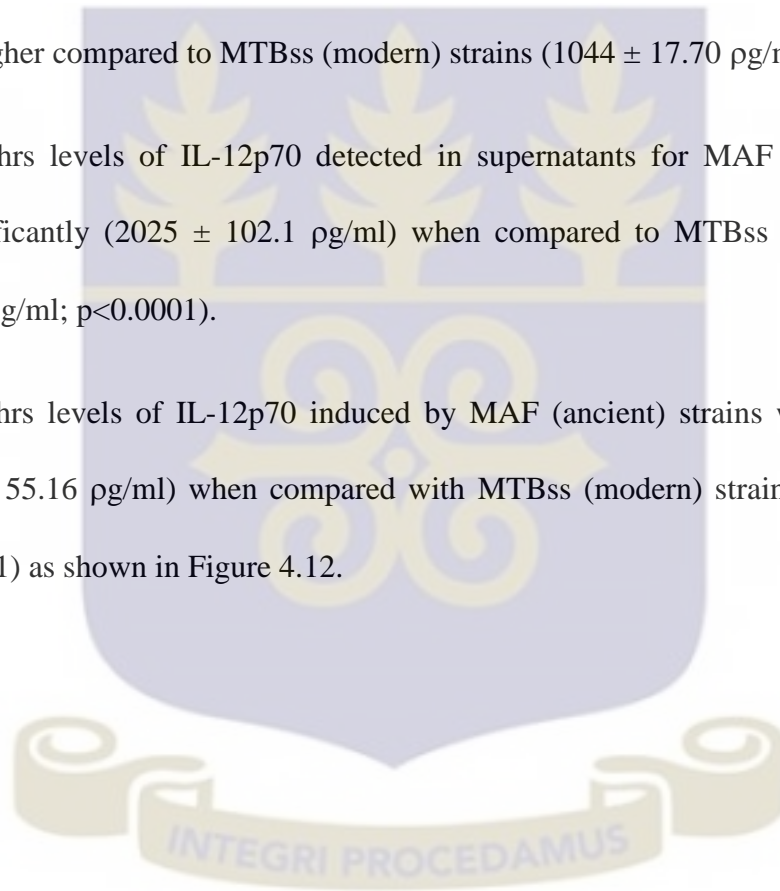 gher compared to MTBss (modern) strains (1044 ± 17.70 ρg/m
hrs levels of IL-12p70 detected in supernatants for MAF
ficantly (2025 ± 102.1 ρg/ml) when compared to MTBss
g/ml; p<0.0001).
hrs levels of IL-12p70 induced by MAF (ancient) strains
55.16 ρg/ml) when compared with MTBss (modern) strain
1) as shown in Figure 4.12.
INTEGRI PROCEDAMUS